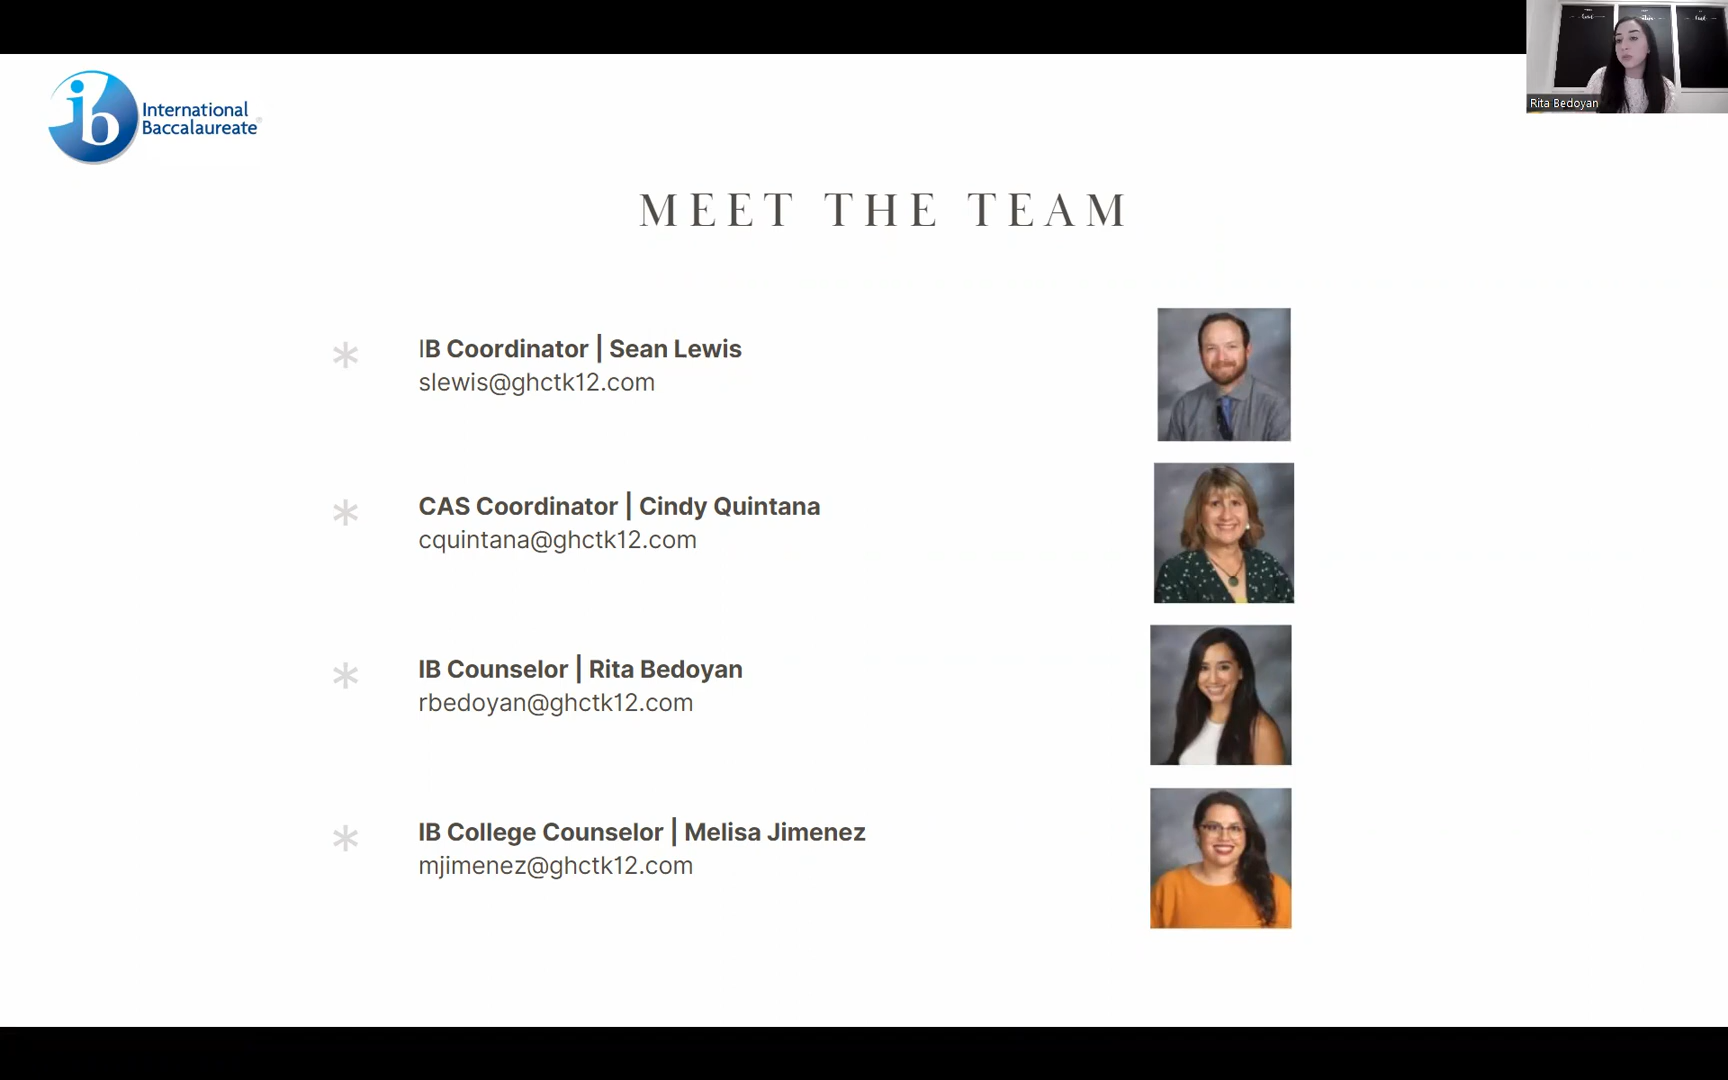 ib International
Baccalaureate®
Rita Bedoyan
MEET THE TEAM
* IB Coordinator | Sean Lewis
slewis@ghctk12.com
* CAS Coordinator | Cindy Quintana
cquintana@ghctk12.com
* IB Counselor | Rita Bedoyan
rbedoyan@ghctk12.com
* IB College Counselor | Melisa Jimenez
mjimenez@ghctk12.com